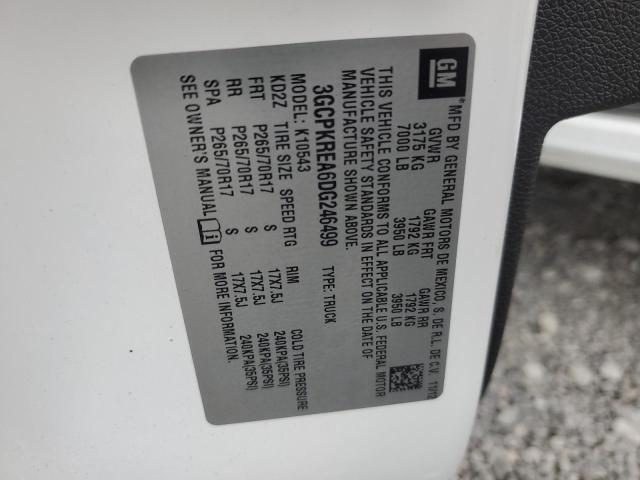 GM
MFD BY GENERAL MOTORS DE MEXICO, S. DE R.L. DE C.V. 11/12
GVWR GAWR FRT GAWR RR
3175 KG 1792 KG 1792 KG
7000 LB 3950 LB 3950 LB
THIS VEHICLE CONFORMS TO ALL APPLICABLE U.S. FEDERAL MOTOR
VEHICLE SAFETY STANDARDS IN EFFECT ON THE DATE OF
MANUFACTURE SHOWN ABOVE.
3GCPKREA6DG246499 TYPE: TRUCK
MODEL: K10543
KD2Z TIRE SIZE SPEED RTG RIM COLD TIRE PRESSURE
FRT P265/70R17 S 17X7.5J 240KPA(35PSI)
RR P265/70R17 S 17X7.5J 240KPA(35PSI)
SPA P265/70R17 S 17X7.5J 240KPA(35PSI)
SEE OWNER'S MANUAL i FOR MORE INFORMATION.